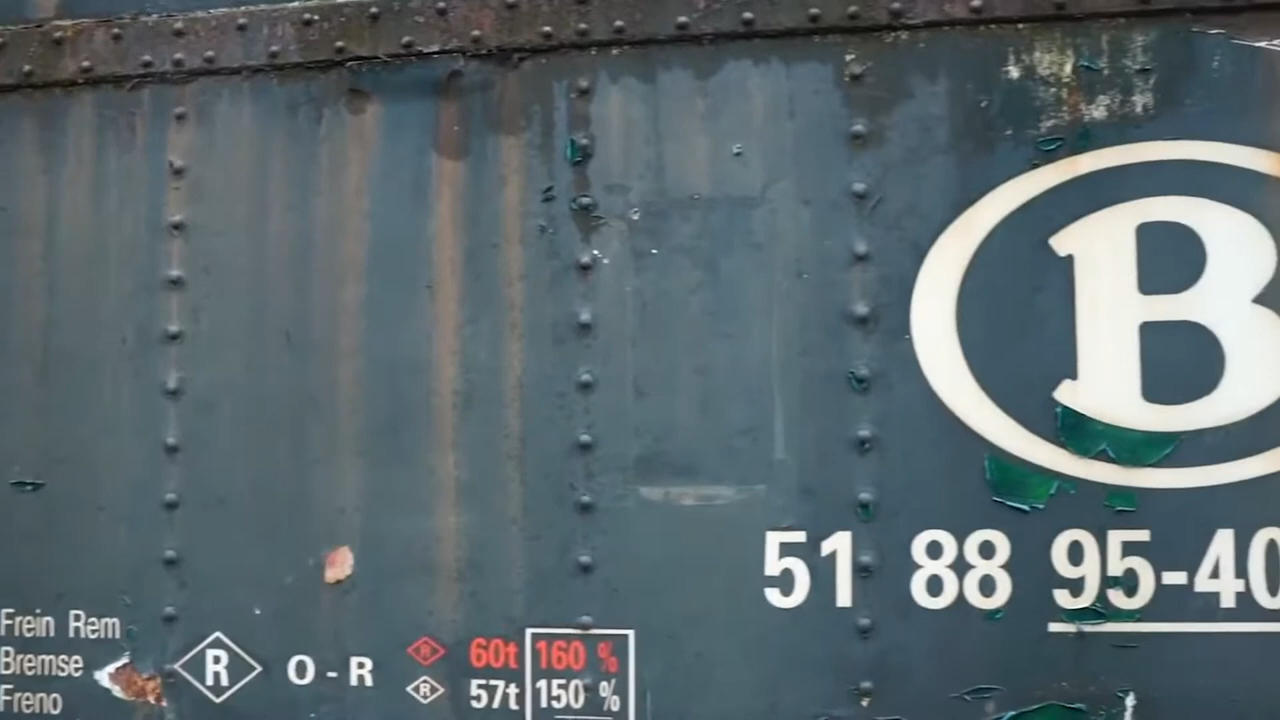 B
51 88 95-40
Frein Rem
Bremse
Freno
R O-R
R 60t 160 %
R 57t 150 %